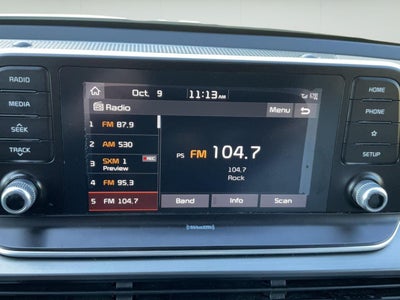 RADIO
MEDIA
SEEK
TRACK
Oct. 9 11:13 AM
Radio Menu
1 FM 87.9
2 AM 530
3 SXM 1 REC
Preview
4 FM 95.3
5 FM 104.7
PS FM 104.7
104.7
Rock
Band Info Scan
HOME
PHONE
SETUP
SiriusXM